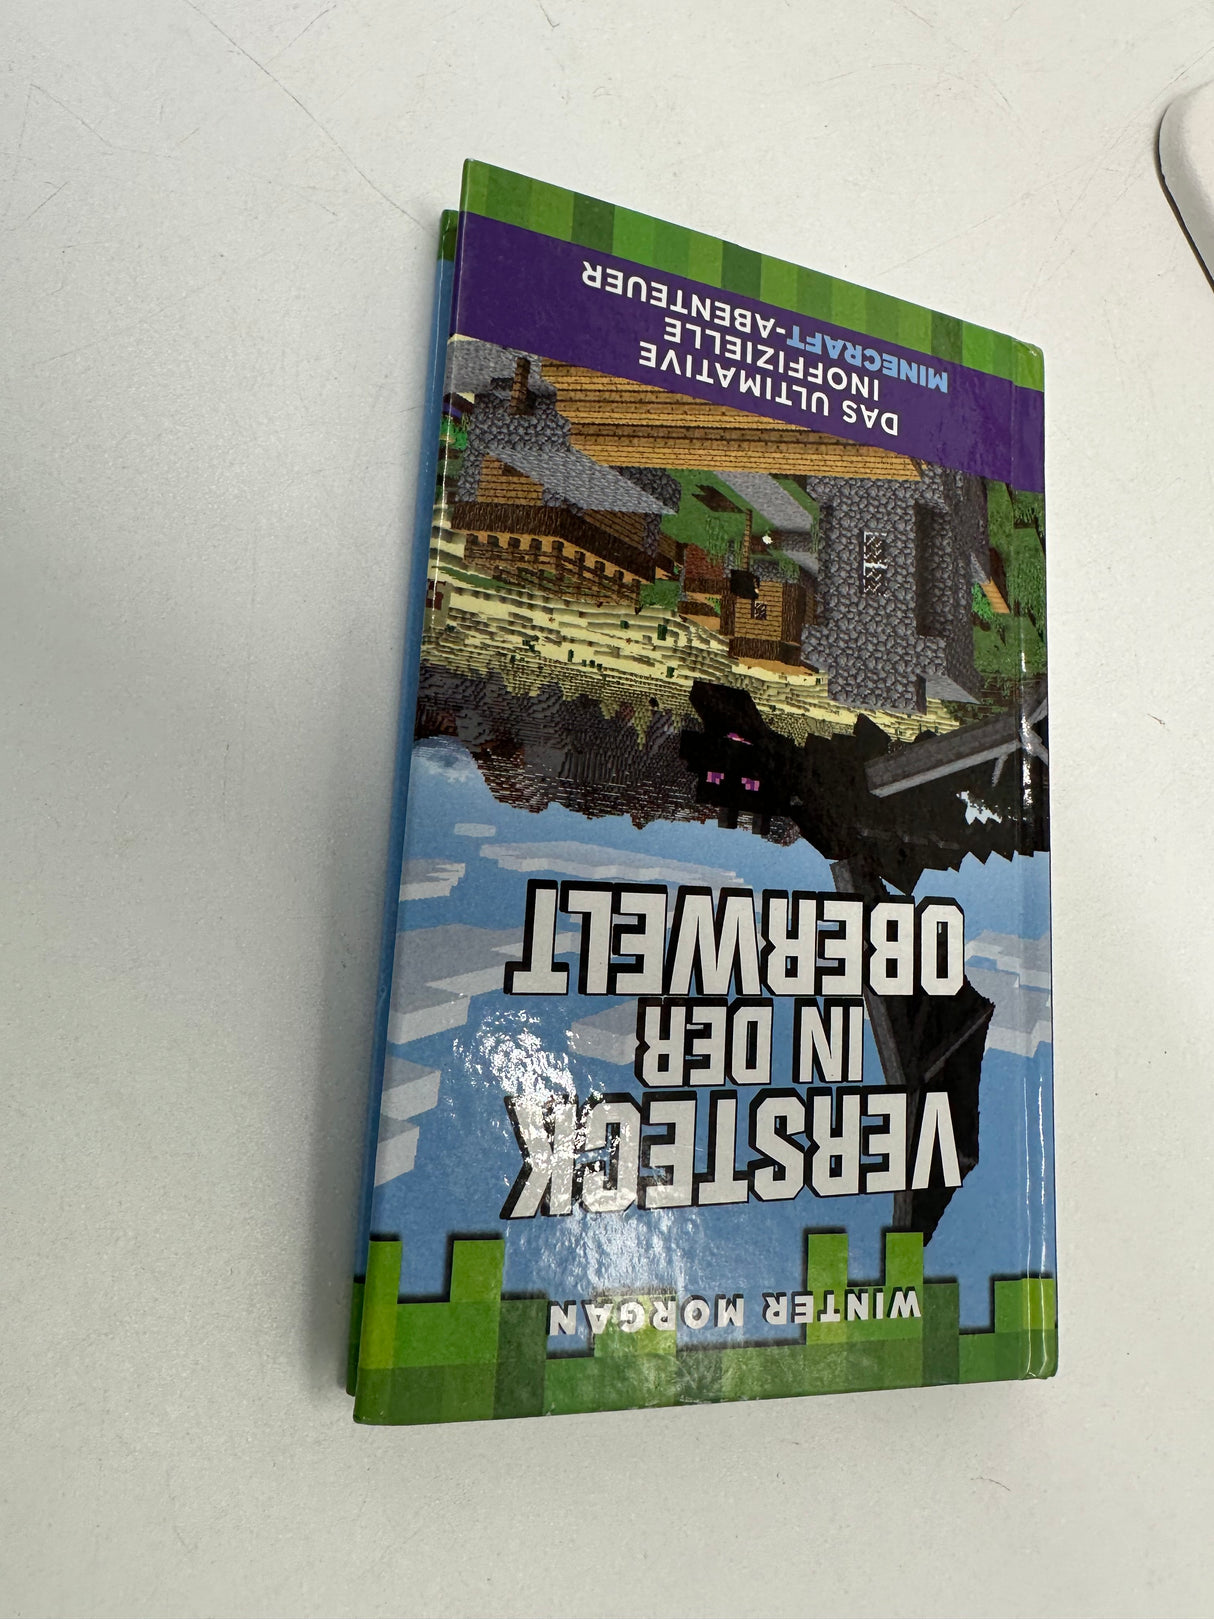 WINTER MORGAN
VERSTECK
IN DER
OBERWELT
DAS ULTIMATIVE
INOFFIZIELLE
MINECRAFT-ABENTEUER